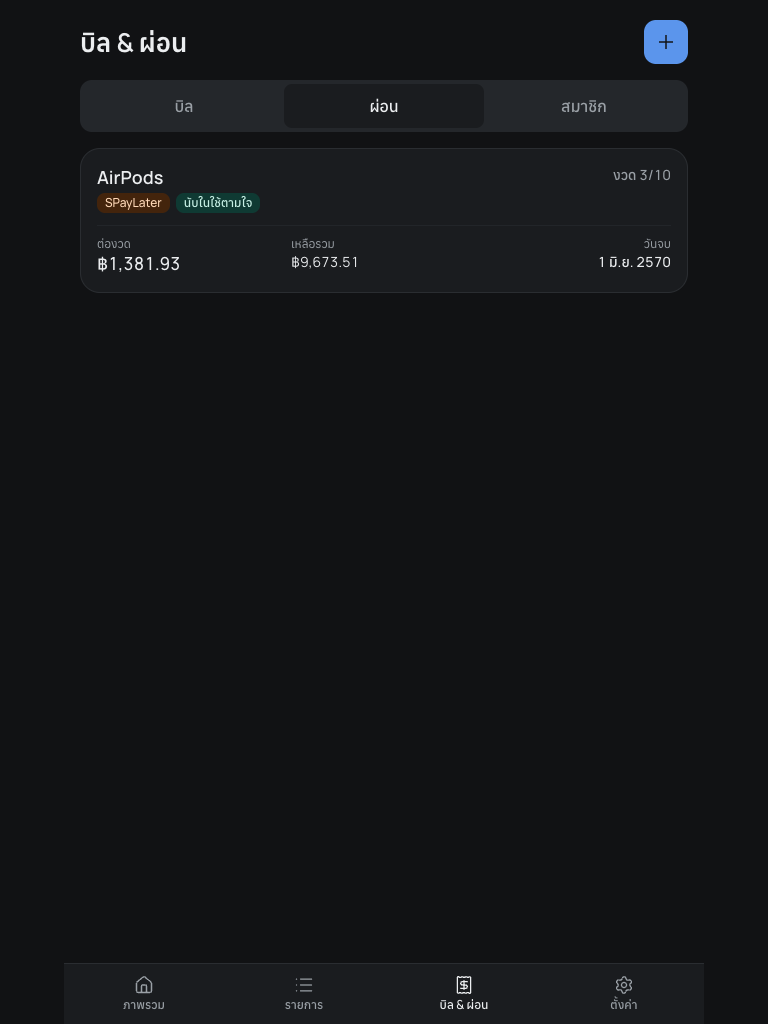 บิล & ผ่อน
บิล
ผ่อน
สมาชิก
AirPods
งวด 3/10
SPayLater
นับในใช้ตามใจ
ต่องวด
เหลือรวม
วันจบ
฿1,381.93
฿9,673.51
1 มิ.ย. 2570
ภาพรวม
รายการ
บิล & ผ่อน
ตั้งค่า